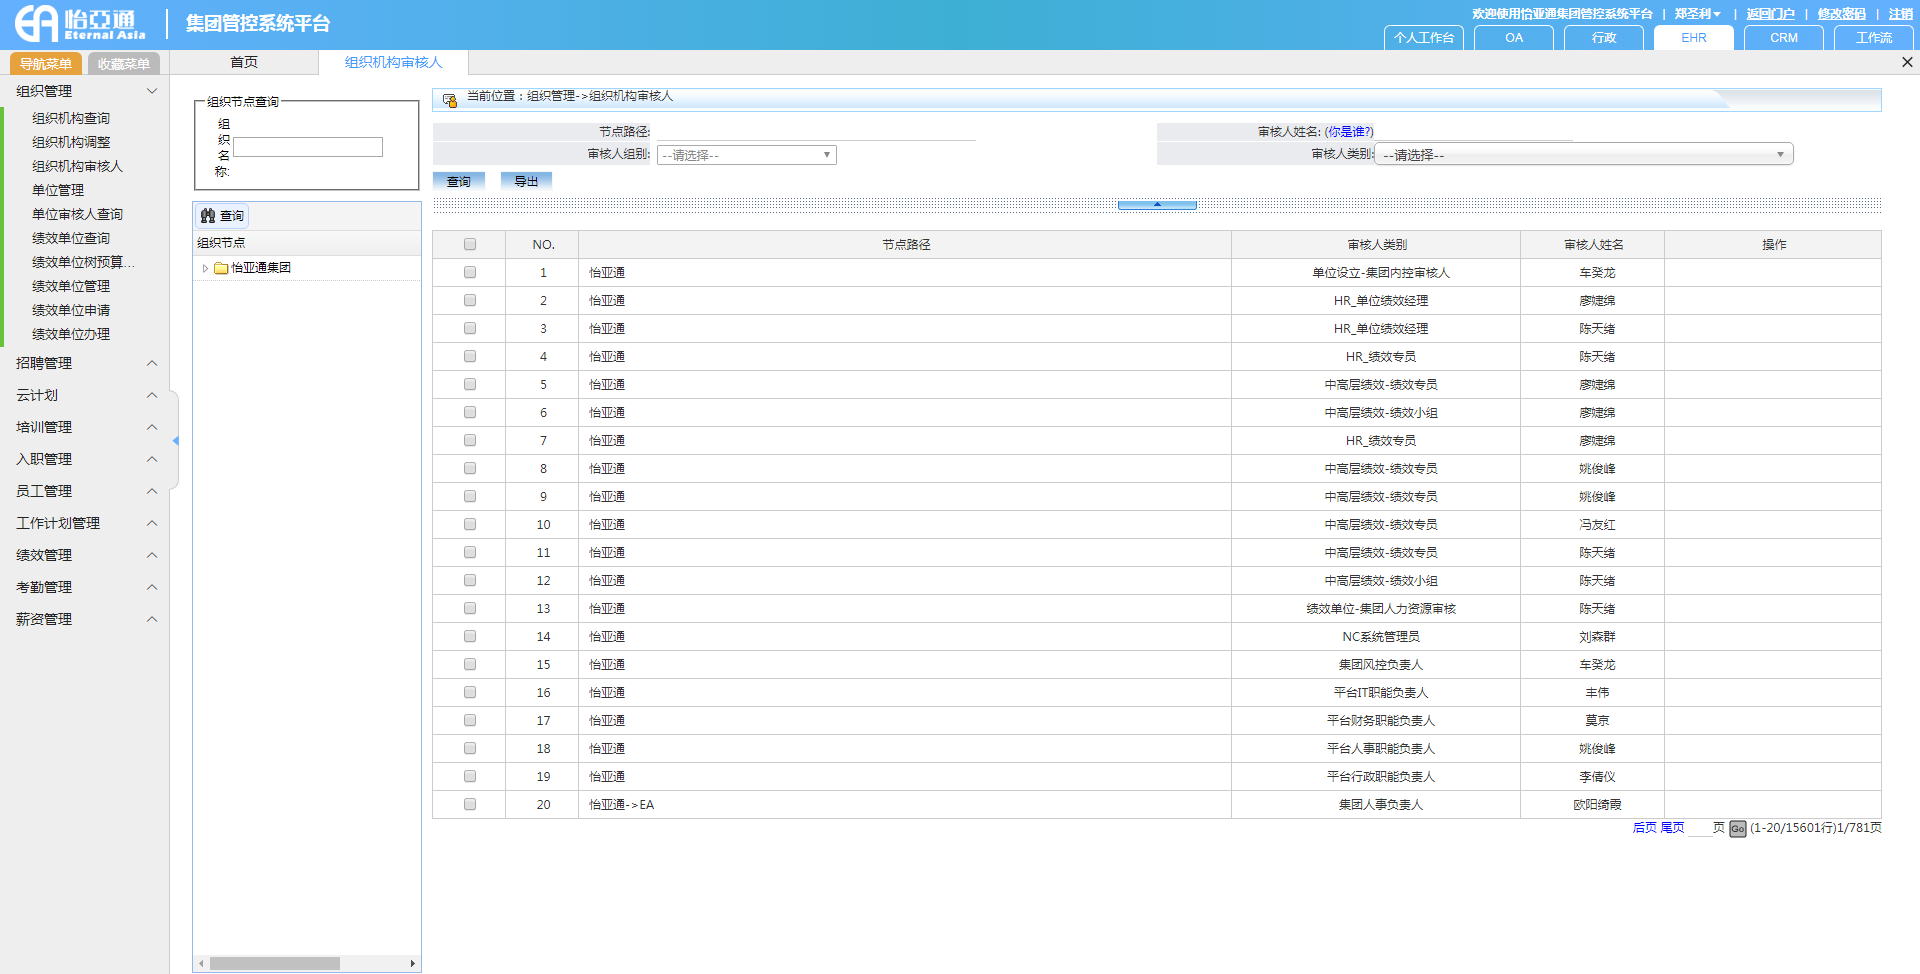 怡亞通
Eternal Asia
集团管控系统平台
欢迎使用怡亚通集团管控系统平台 | 郑圣利 | 返回门户 | 修改密码 | 注销
个人工作台 OA 行政 EHR CRM 工作流
导航菜单 收藏菜单 首页 组织机构审核人
组织管理
组织机构查询
组织机构调整
组织机构审核人
单位管理
单位审核人查询
绩效单位查询
绩效单位树预算...
绩效单位管理
绩效单位申请
绩效单位办理
招聘管理
云计划
培训管理
入职管理
员工管理
工作计划管理
绩效管理
考勤管理
薪资管理
组织节点查询
组
织
名
称:
查询
组织节点
怡亚通集团
当前位置：组织管理->组织机构审核人
节点路径: 审核人姓名: (你是谁?)
审核人组别: --请选择-- 审核人类别: --请选择--
查询 导出
NO. 节点路径 审核人类别 审核人姓名 操作
1 怡亚通 单位设立-集团内控审核人 车癸龙
2 怡亚通 HR_单位绩效经理 廖婕绵
3 怡亚通 HR_单位绩效经理 陈天绪
4 怡亚通 HR_绩效专员 陈天绪
5 怡亚通 中高层绩效-绩效专员 廖婕绵
6 怡亚通 中高层绩效-绩效小组 廖婕绵
7 怡亚通 HR_绩效专员 廖婕绵
8 怡亚通 中高层绩效-绩效专员 姚俊峰
9 怡亚通 中高层绩效-绩效专员 姚俊峰
10 怡亚通 中高层绩效-绩效专员 冯友红
11 怡亚通 中高层绩效-绩效专员 陈天绪
12 怡亚通 中高层绩效-绩效小组 陈天绪
13 怡亚通 绩效单位-集团人力资源审核 陈天绪
14 怡亚通 NC系统管理员 刘森群
15 怡亚通 集团风控负责人 车癸龙
16 怡亚通 平台IT职能负责人 丰伟
17 怡亚通 平台财务职能负责人 莫京
18 怡亚通 平台人事职能负责人 姚俊峰
19 怡亚通 平台行政职能负责人 李倩仪
20 怡亚通->EA 集团人事负责人 欧阳绮霞
后页 尾页 页 Go (1-20/15601行)1/781页